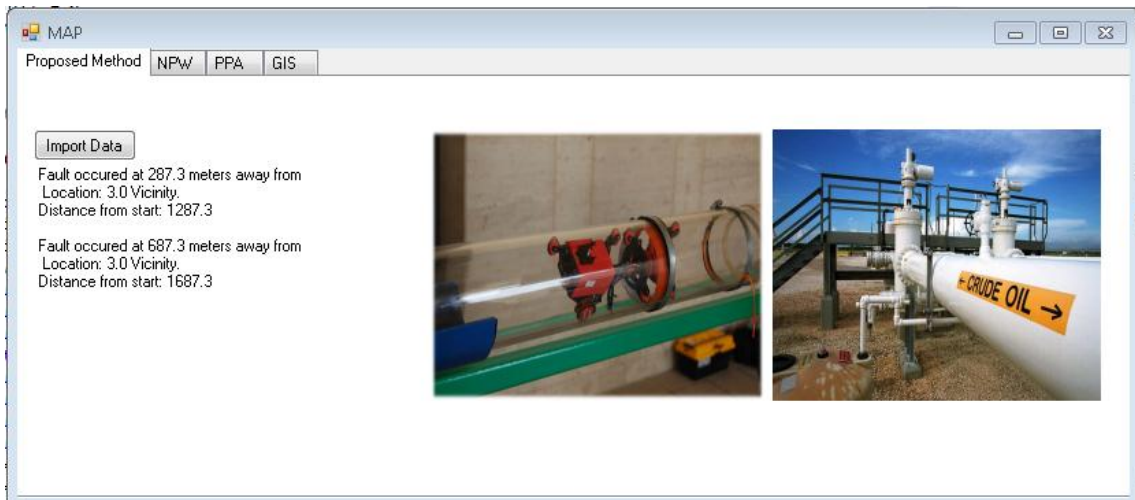 MAP
Proposed Method NPW PPA GIS
Import Data
Fault occured at 287.3 meters away from
Location: 3.0 Vicinity.
Distance from start: 1287.3
Fault occured at 687.3 meters away from
Location: 3.0 Vicinity.
Distance from start: 1687.3
← CRUDE OIL →